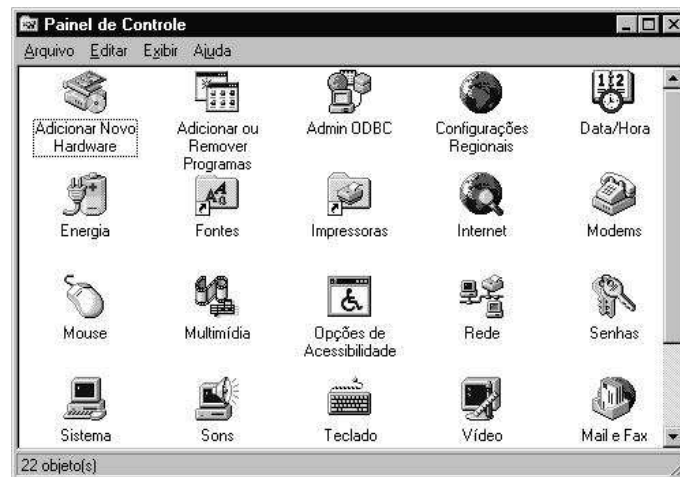 Painel de Controle
Arquivo Editar Exibir Ajuda
Adicionar Novo
Hardware
Adicionar ou
Remover
Programas
Admin ODBC
Configurações
Regionais
Data/Hora
Energia
Fontes
Impressoras
Internet
Modems
Mouse
Multimídia
Opções de
Acessibilidade
Rede
Senhas
Sistema
Sons
Teclado
Vídeo
Mail e Fax
22 objeto(s)